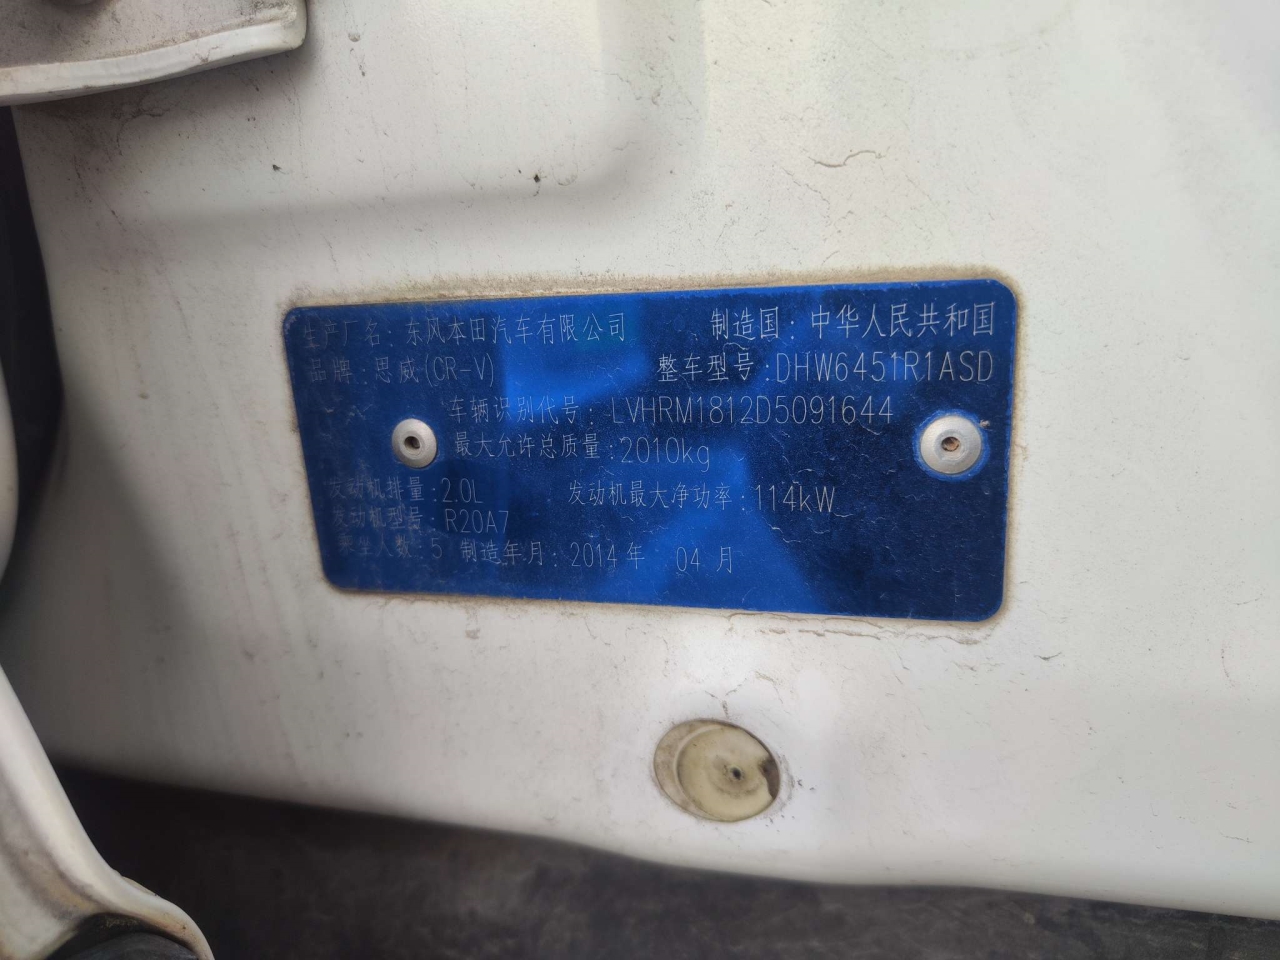 生产厂名：东风本田汽车有限公司 制造国：中华人民共和国
品牌：思威(CR-V) 整车型号：DHW6451R1ASD
车辆识别代号：LVHRM1812D5091644
最大允许总质量：2010kg
发动机排量：2.0L 发动机最大净功率：114kW
发动机型号：R20A7
乘坐人数：5 制造年月：2014年 04月